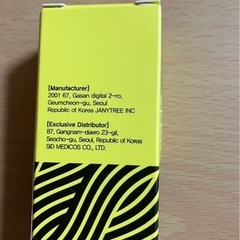 [Manufacturer]
2001 67, Gasan digital 2-ro,
Geumcheon-gu, Seoul
Republic of Korea JANYTREE INC
[Exclusive Distributor]
87, Gangnam-daero 23-gil,
Seocho-gu, Seoul, Republic of Korea
SID MEDICOS CO., LTD.